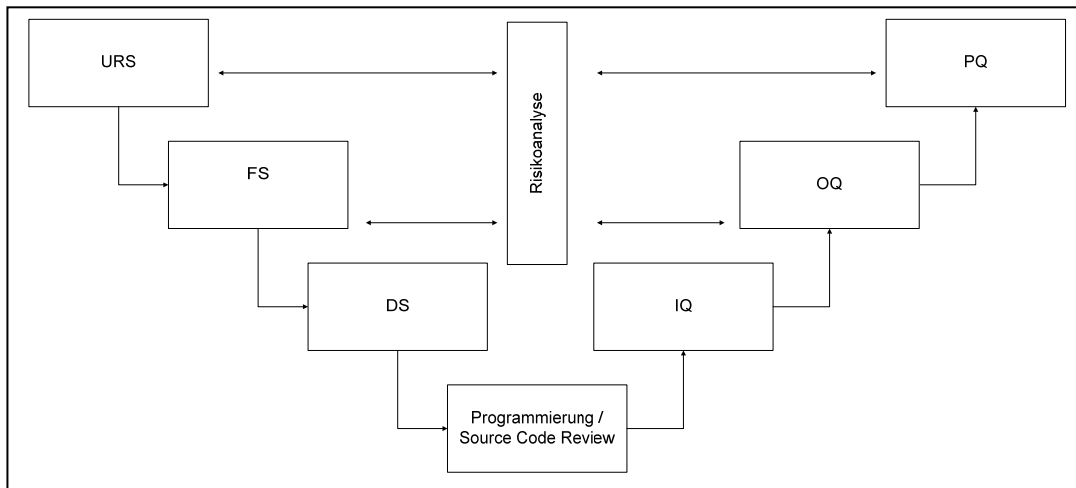 URS
PQ
Risikoanalyse
FS
OQ
DS
IQ
Programmierung /
Source Code Review